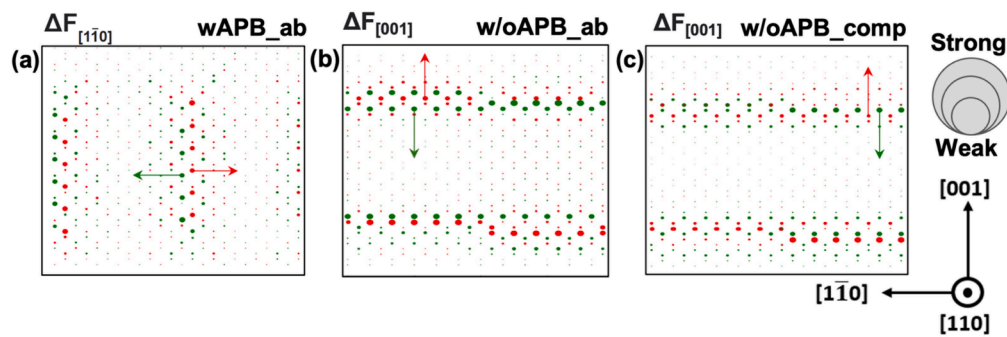 (a) ΔF[11̅0] wAPB_ab
(b) ΔF[001] w/oAPB_ab
(c) ΔF[001] w/oAPB_comp
Strong
Weak
[001]
[11̅0]
[110]